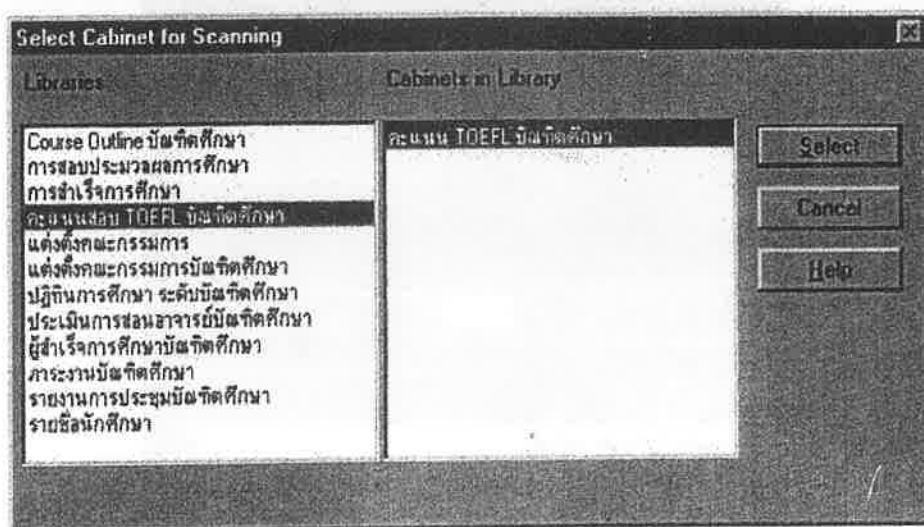 Select Cabinet for Scanning
Libraries
Cabinets in Library
Course Outline บัณฑิตศึกษา
การสอบประมวลผลการศึกษา
การสำเร็จการศึกษา
คะแนนสอบ TOEFL บัณฑิตศึกษา
แต่งตั้งคณะกรรมการ
แต่งตั้งคณะกรรมการบัณฑิตศึกษา
ปฏิทินการศึกษา ระดับบัณฑิตศึกษา
ประเมินการสอนอาจารย์บัณฑิตศึกษา
ผู้สำเร็จการศึกษาบัณฑิตศึกษา
ภาระงานบัณฑิตศึกษา
รายงานการประชุมบัณฑิตศึกษา
รายชื่อนักศึกษา
คะแนน TOEFL บัณฑิตศึกษา
Select
Cancel
Help